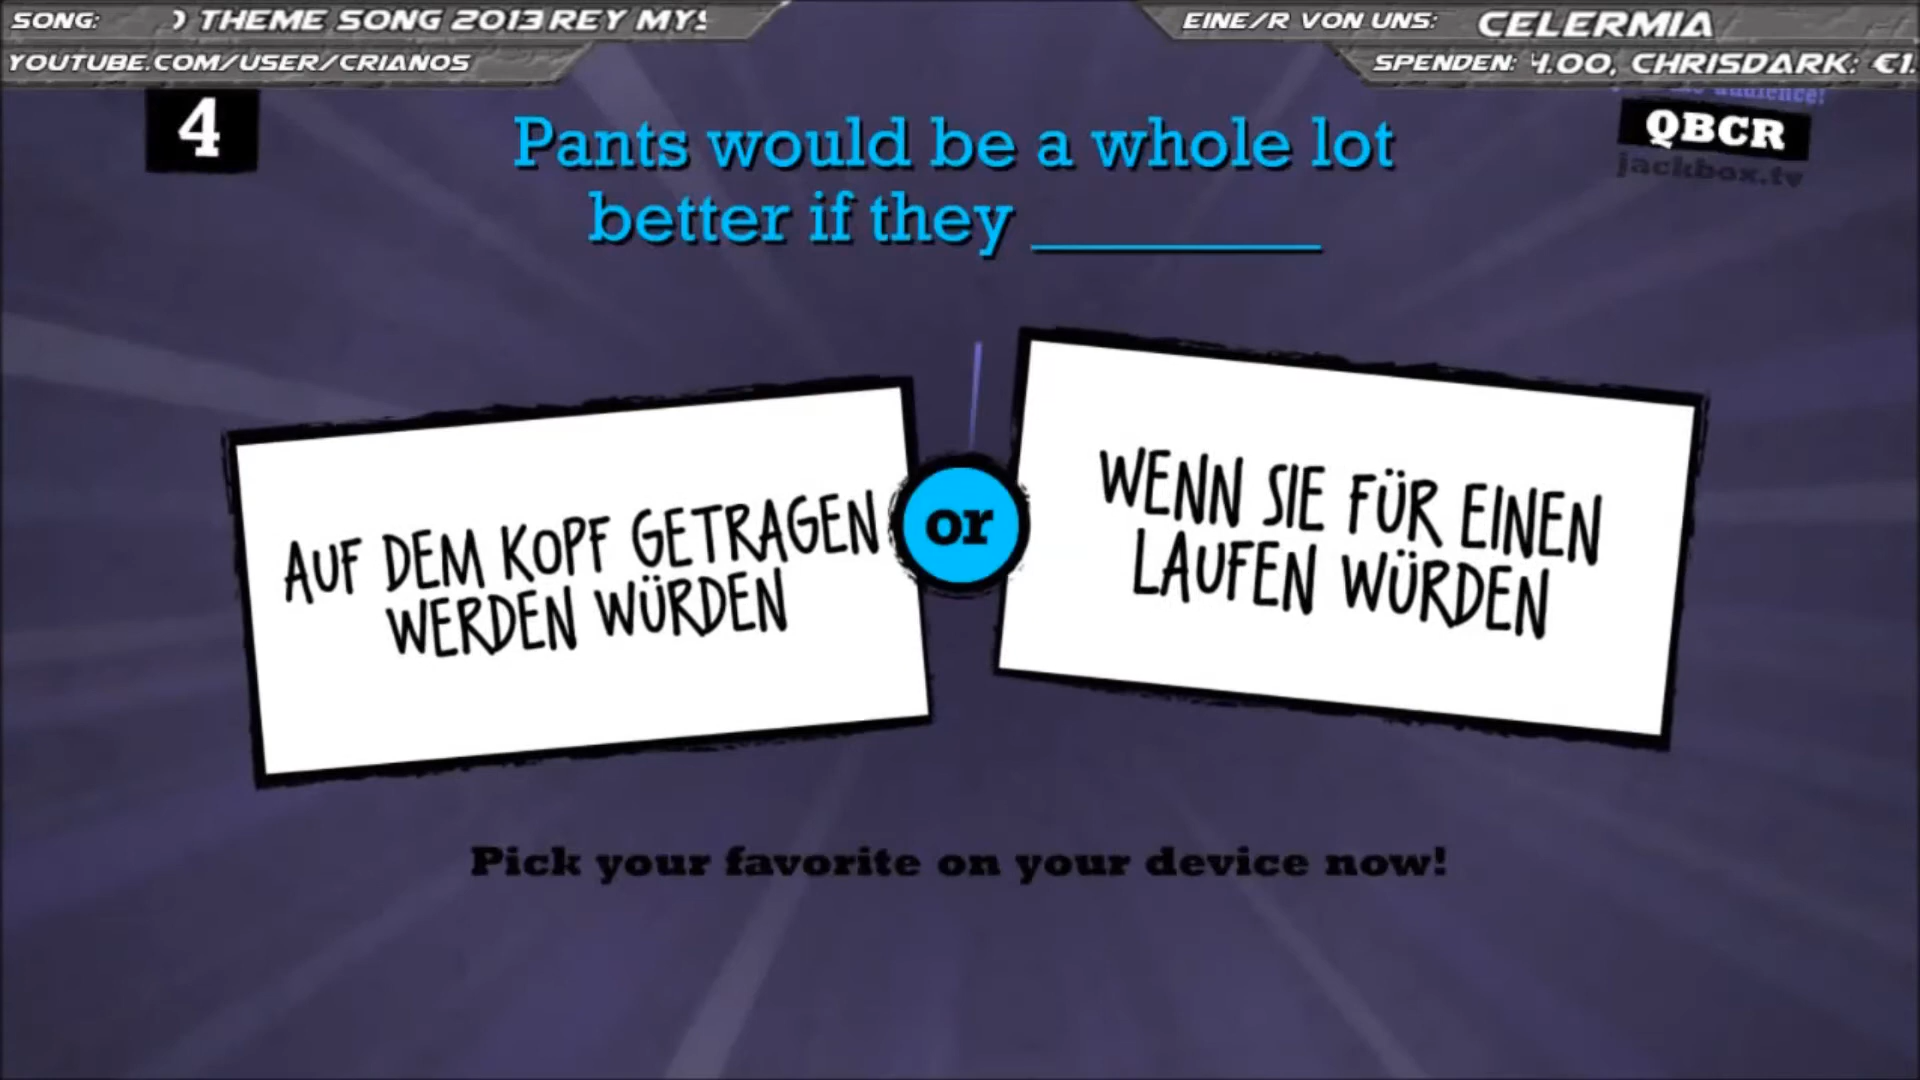 SONG: THEME SONG 2013 REY MYS
EINE/R VON UNS: CELERMIA
YOUTUBE.COM/USER/CRIANOS
SPENDEN: 4.00, CHRISDARK: €1.
audience!
4
QBCR
jackbox.tv
Pants would be a whole lot
better if they ________
AUF DEM KOPF GETRAGEN
WERDEN WÜRDEN
or
WENN SIE FÜR EINEN
LAUFEN WÜRDEN
Pick your favorite on your device now!